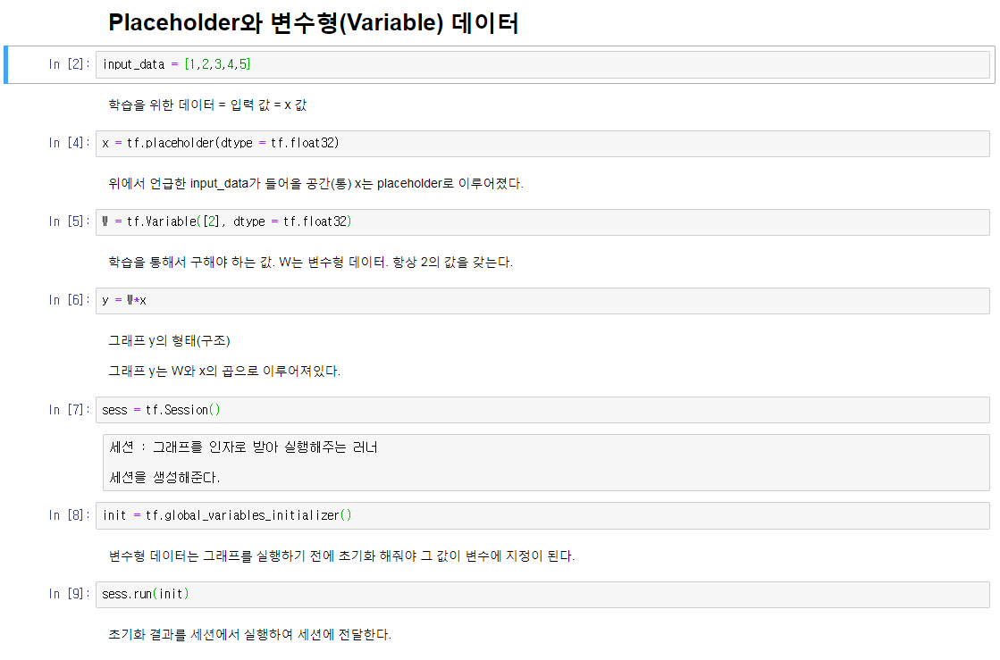 Placeholder와 변수형(Variable) 데이터
In [2]: input_data = [1,2,3,4,5]
학습을 위한 데이터 = 입력 값 = x 값
In [4]: x = tf.placeholder(dtype = tf.float32)
위에서 언급한 input_data가 들어올 공간(통) x는 placeholder로 이루어졌다.
In [5]: W = tf.Variable([2], dtype = tf.float32)
학습을 통해서 구해야 하는 값. W는 변수형 데이터. 항상 2의 값을 갖는다.
In [6]: y = W*x
그래프 y의 형태(구조)
그래프 y는 W와 x의 곱으로 이루어져있다.
In [7]: sess = tf.Session()
세션 : 그래프를 인자로 받아 실행해주는 러너
세션을 생성해준다.
In [8]: init = tf.global_variables_initializer()
변수형 데이터는 그래프를 실행하기 전에 초기화 해줘야 그 값이 변수에 지정이 된다.
In [9]: sess.run(init)
초기화 결과를 세션에서 실행하여 세션에 전달한다.